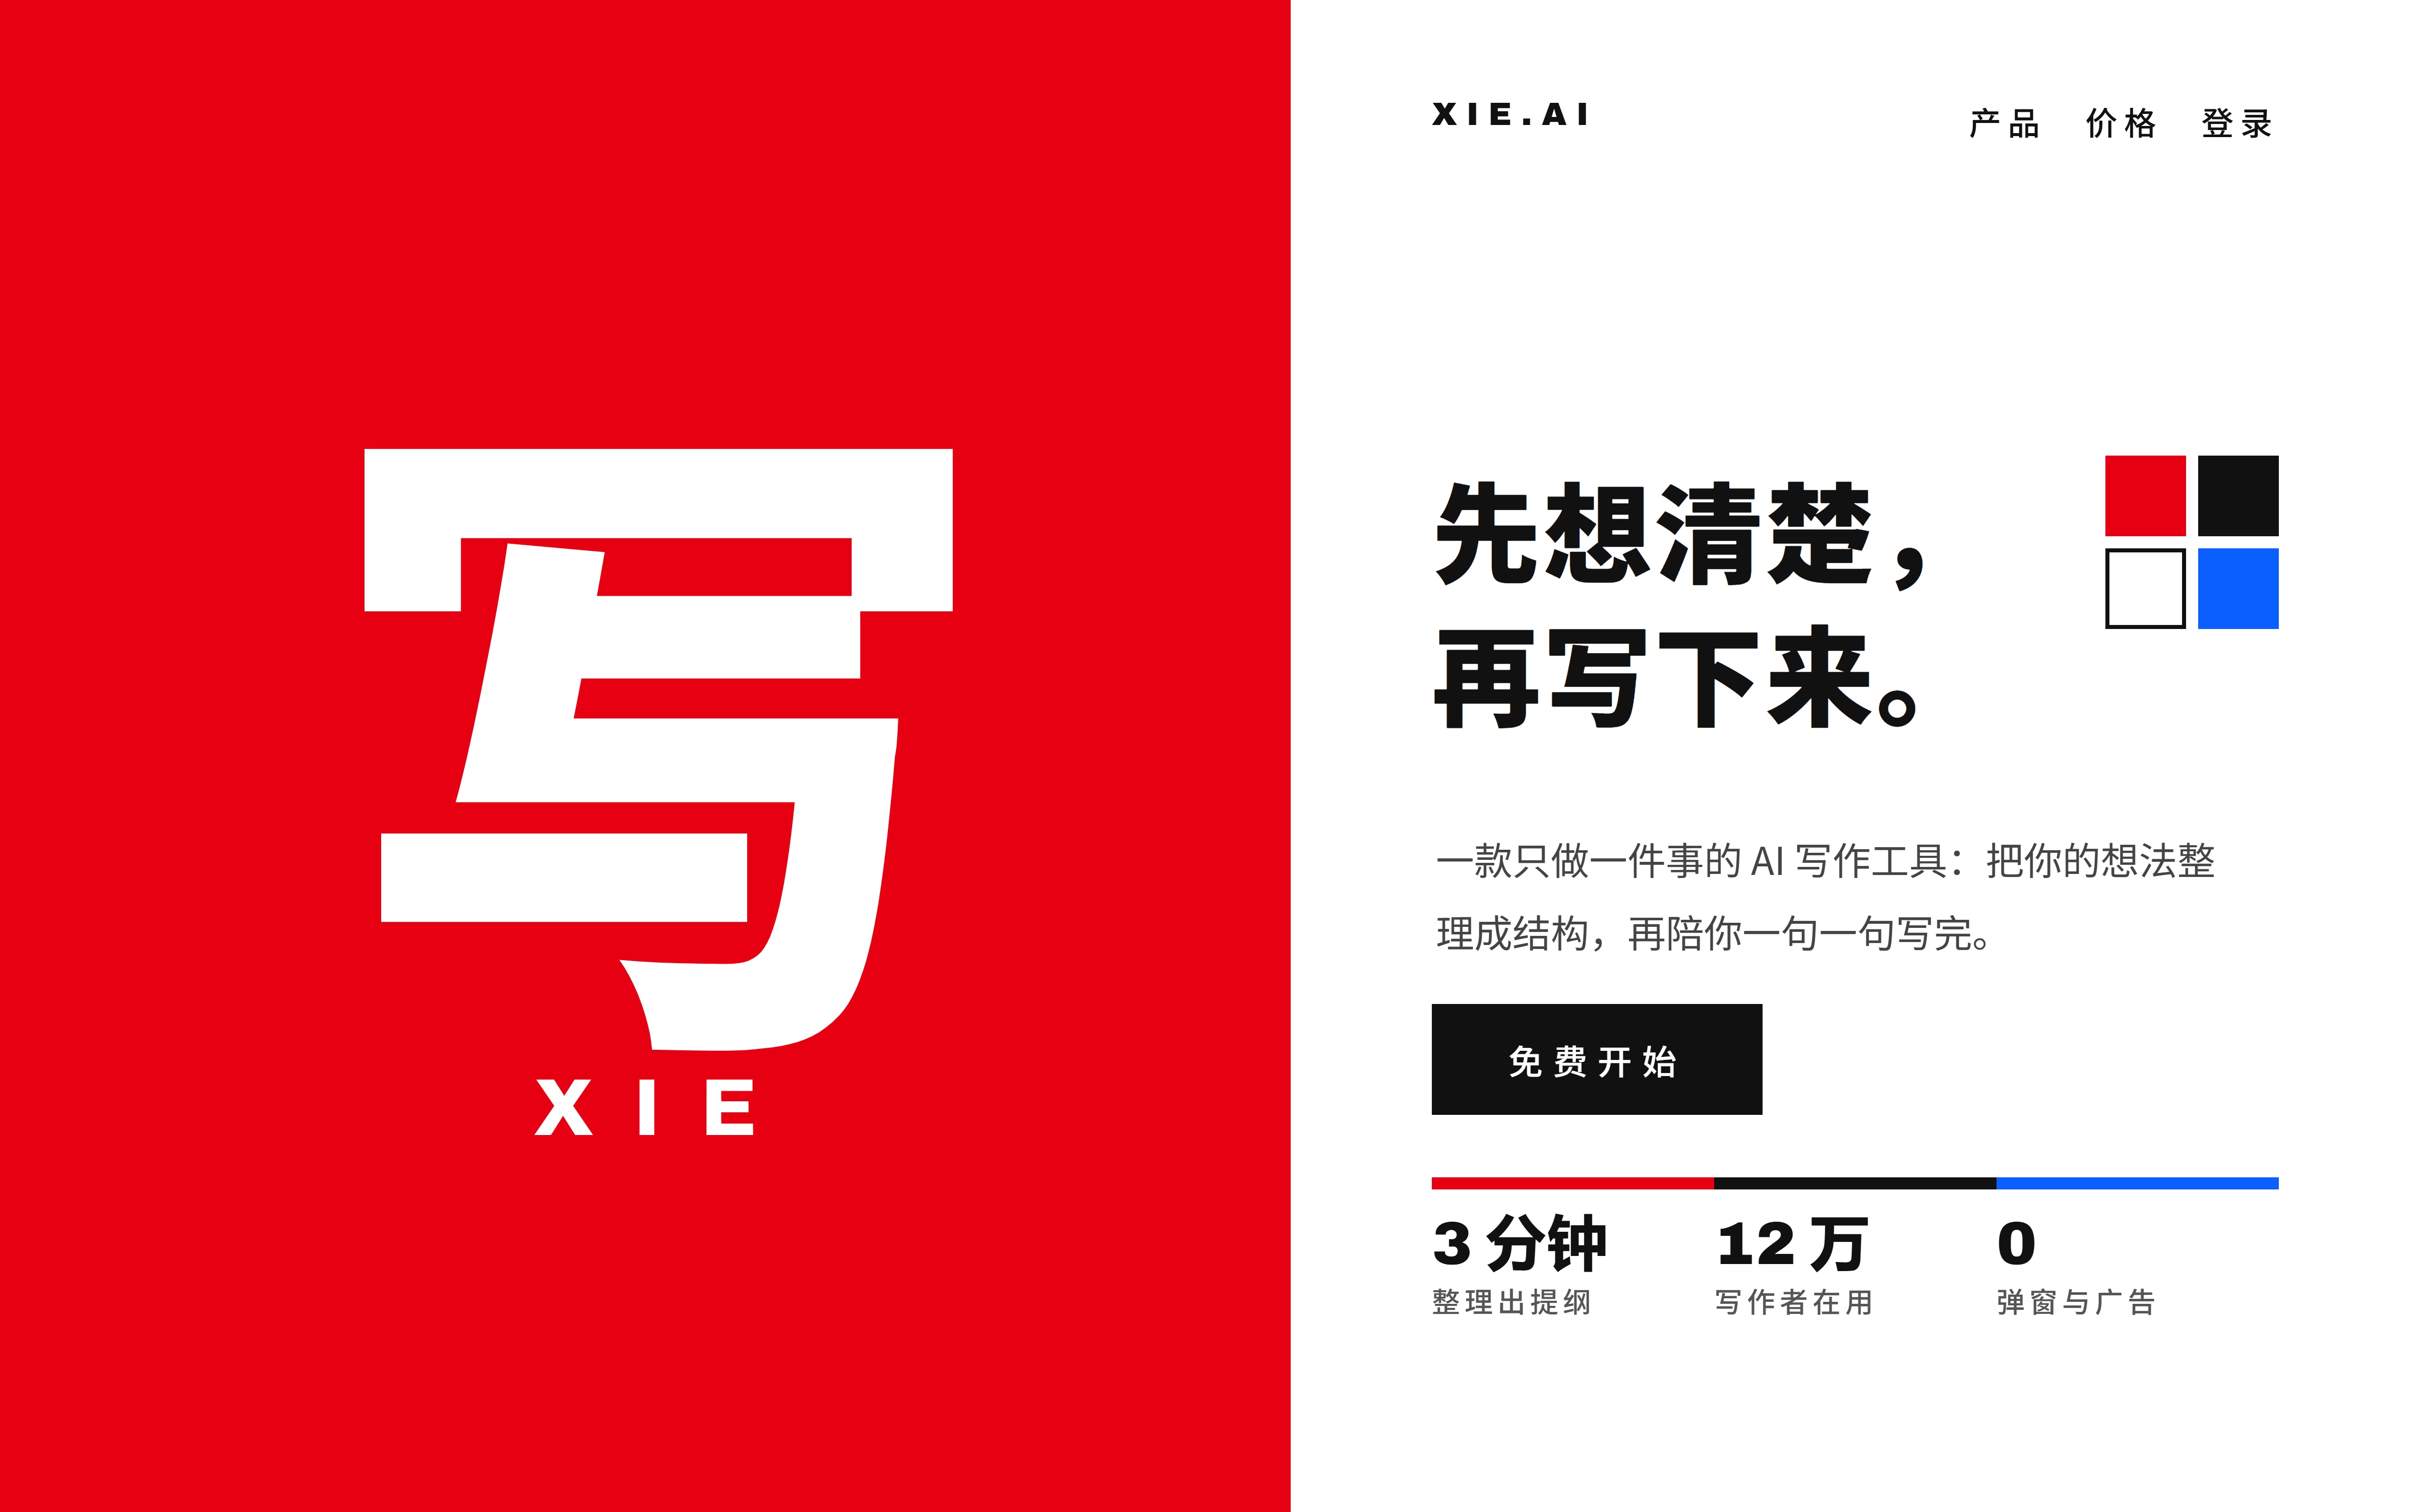 写
XIE
XIE.AI
产品 价格 登录
先想清楚，
再写下来。
一款只做一件事的 AI 写作工具：把你的想法整
理成结构，再陪你一句一句写完。
免费开始
3 分钟 12 万 0
整理出提纲 写作者在用 弹窗与广告